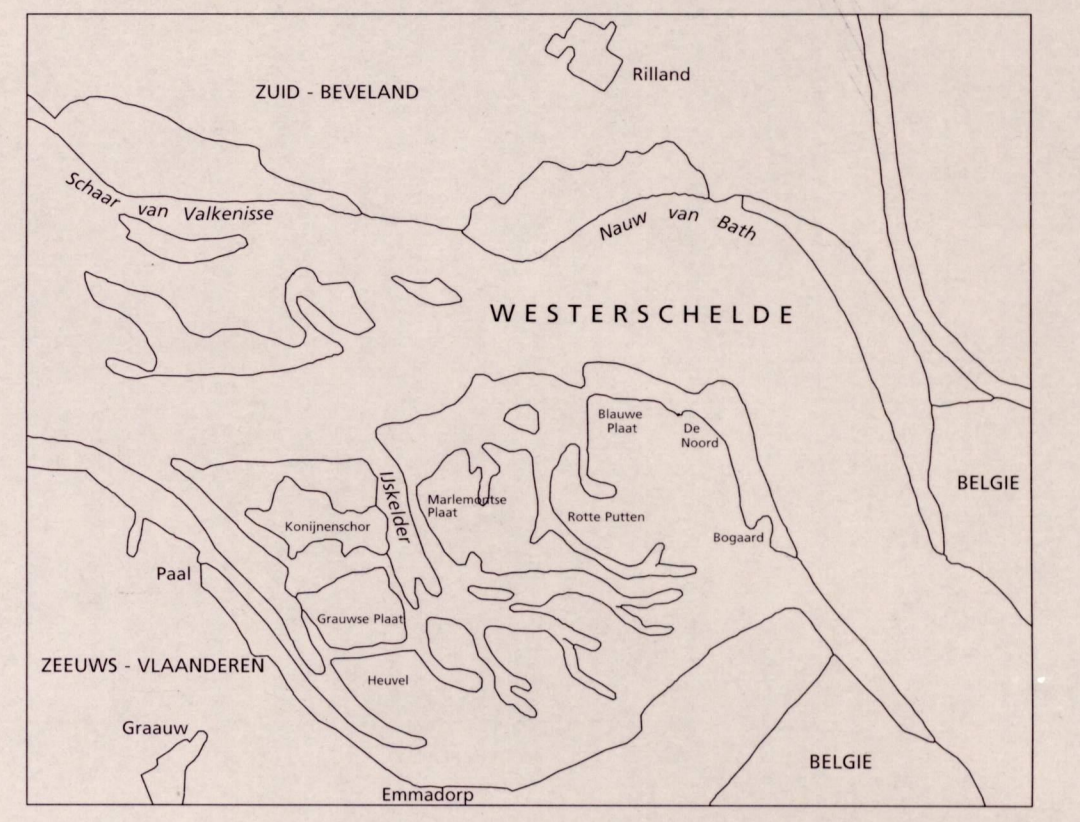 Rilland
ZUID - BEVELAND
Schaar van Valkenisse
Nauw van Bath
WESTERSCHELDE
Blauwe
Plaat
De
Noord
IJskelder
Marlemontse
Plaat
Konijnenschor
Rotte Putten
Bogaard
BELGIE
Paal
Grauwse Plaat
ZEEUWS - VLAANDEREN
Heuvel
Graauw
BELGIE
Emmadorp